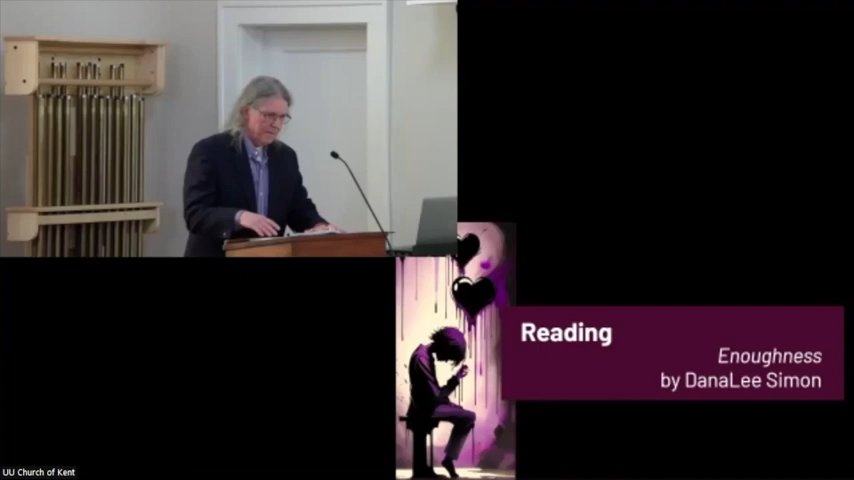 Reading
Enoughness
by DanaLee Simon
UU Church of Kent